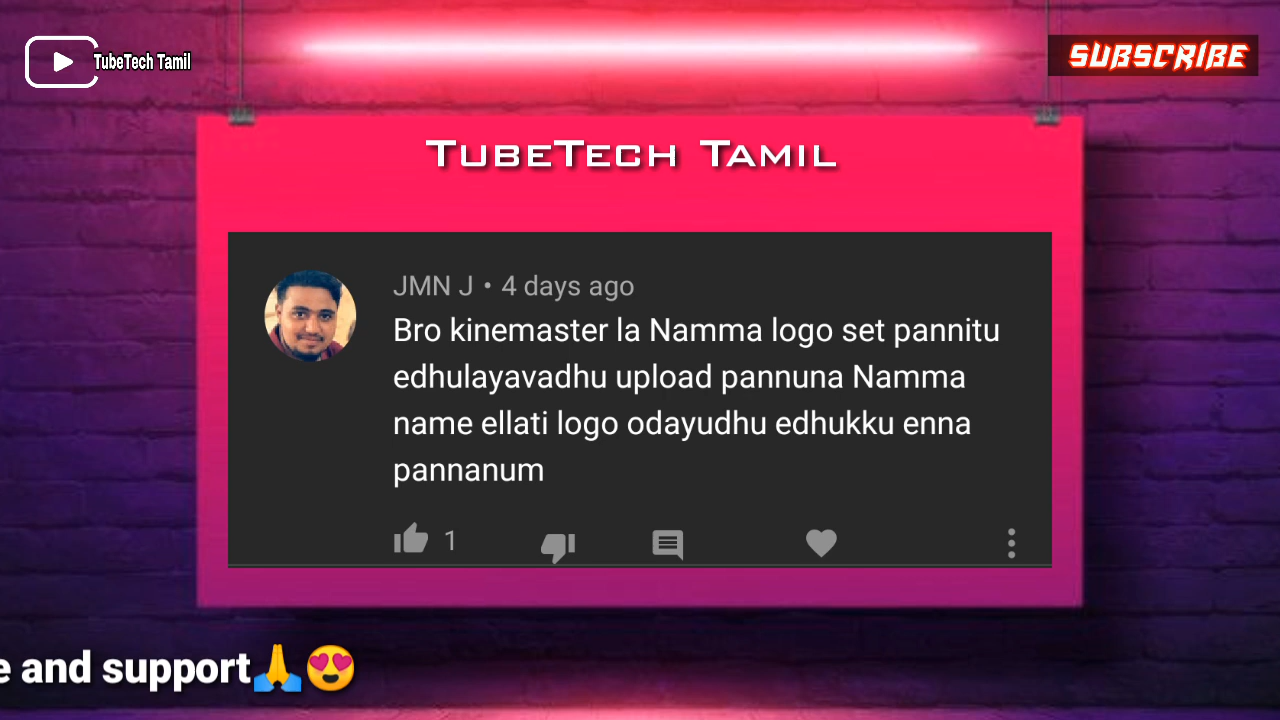 TubeTech Tamil
SUBSCRIBE
TubeTech Tamil
JMN J • 4 days ago
Bro kinemaster la Namma logo set pannitu
edhulayavadhu upload pannuna Namma
name ellati logo odayudhu edhukku enna
pannanum
1
e and support🙏😍